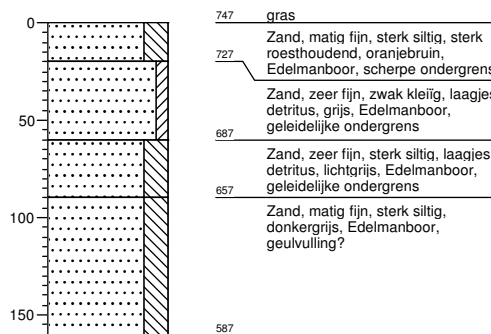 0
747 gras
Zand, matig fijn, sterk siltig, sterk
727 roesthoudend, oranjebruin,
Edelmanboor, scherpe ondergrens
Zand, zeer fijn, zwak kleiïg, laagjes
50 detritus, grijs, Edelmanboor,
687 geleidelijke ondergrens
Zand, zeer fijn, sterk siltig, laagjes
detritus, lichtgrijs, Edelmanboor,
657 geleidelijke ondergrens
Zand, matig fijn, sterk siltig,
100 donkergrijs, Edelmanboor,
geulvulling?
150
587